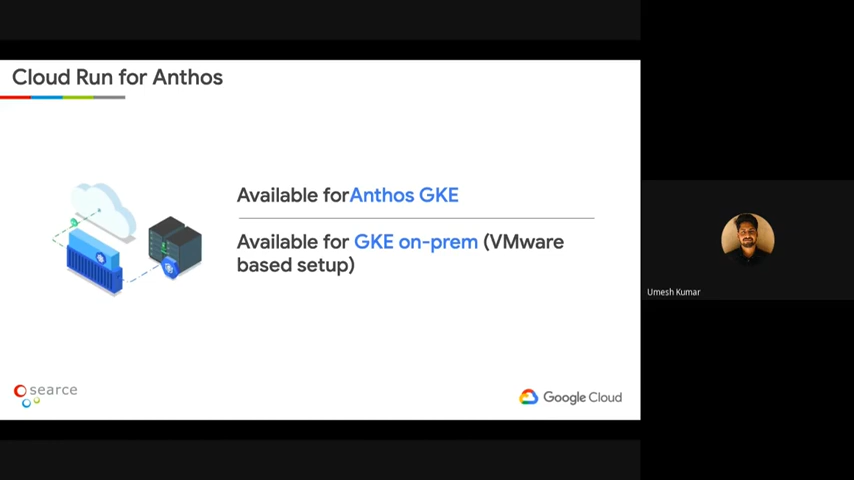 Cloud Run for Anthos
Available forAnthos GKE
Available for GKE on-prem (VMware
based setup)
searce
Google Cloud
Umesh Kumar